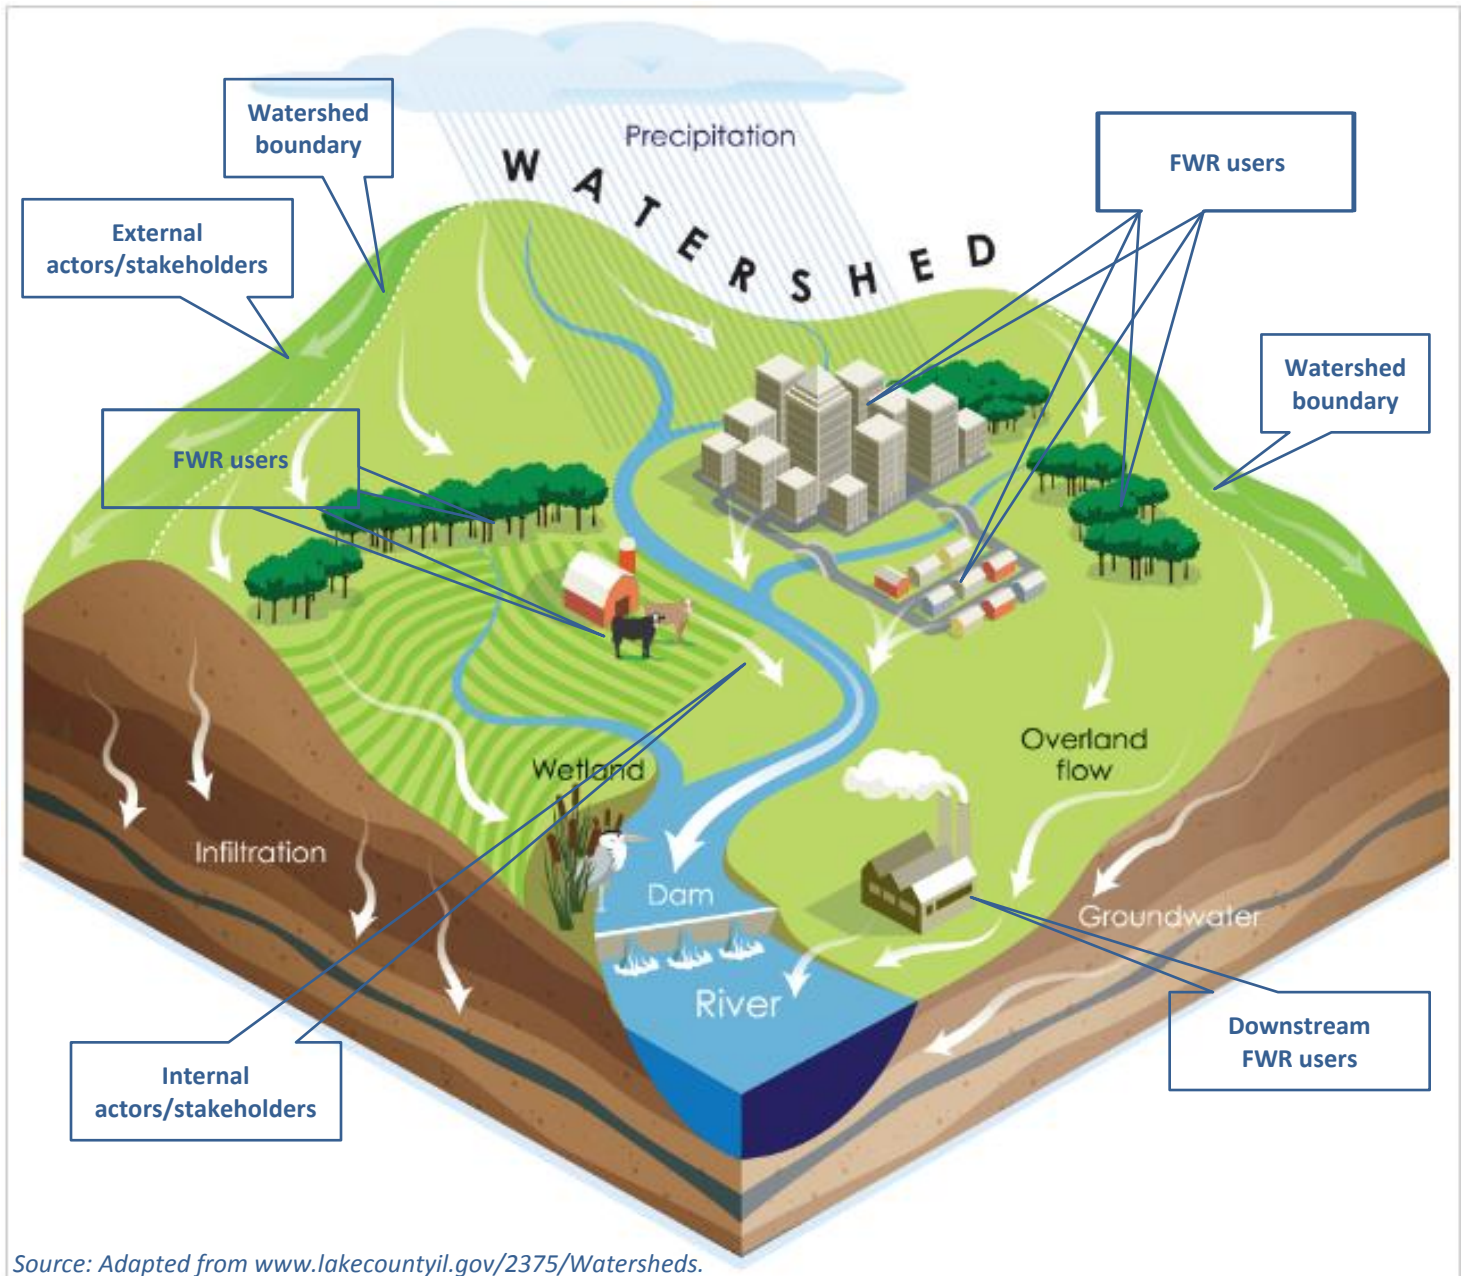 Watershed
boundary
Precipitation
FWR users
WATERSHED
External
actors/stakeholders
Watershed
boundary
FWR users
Overland
flow
Wetland
Infiltration
Dam
Groundwater
River
Downstream
FWR users
Internal
actors/stakeholders
Source: Adapted from www.lakecountyil.gov/2375/Watersheds.